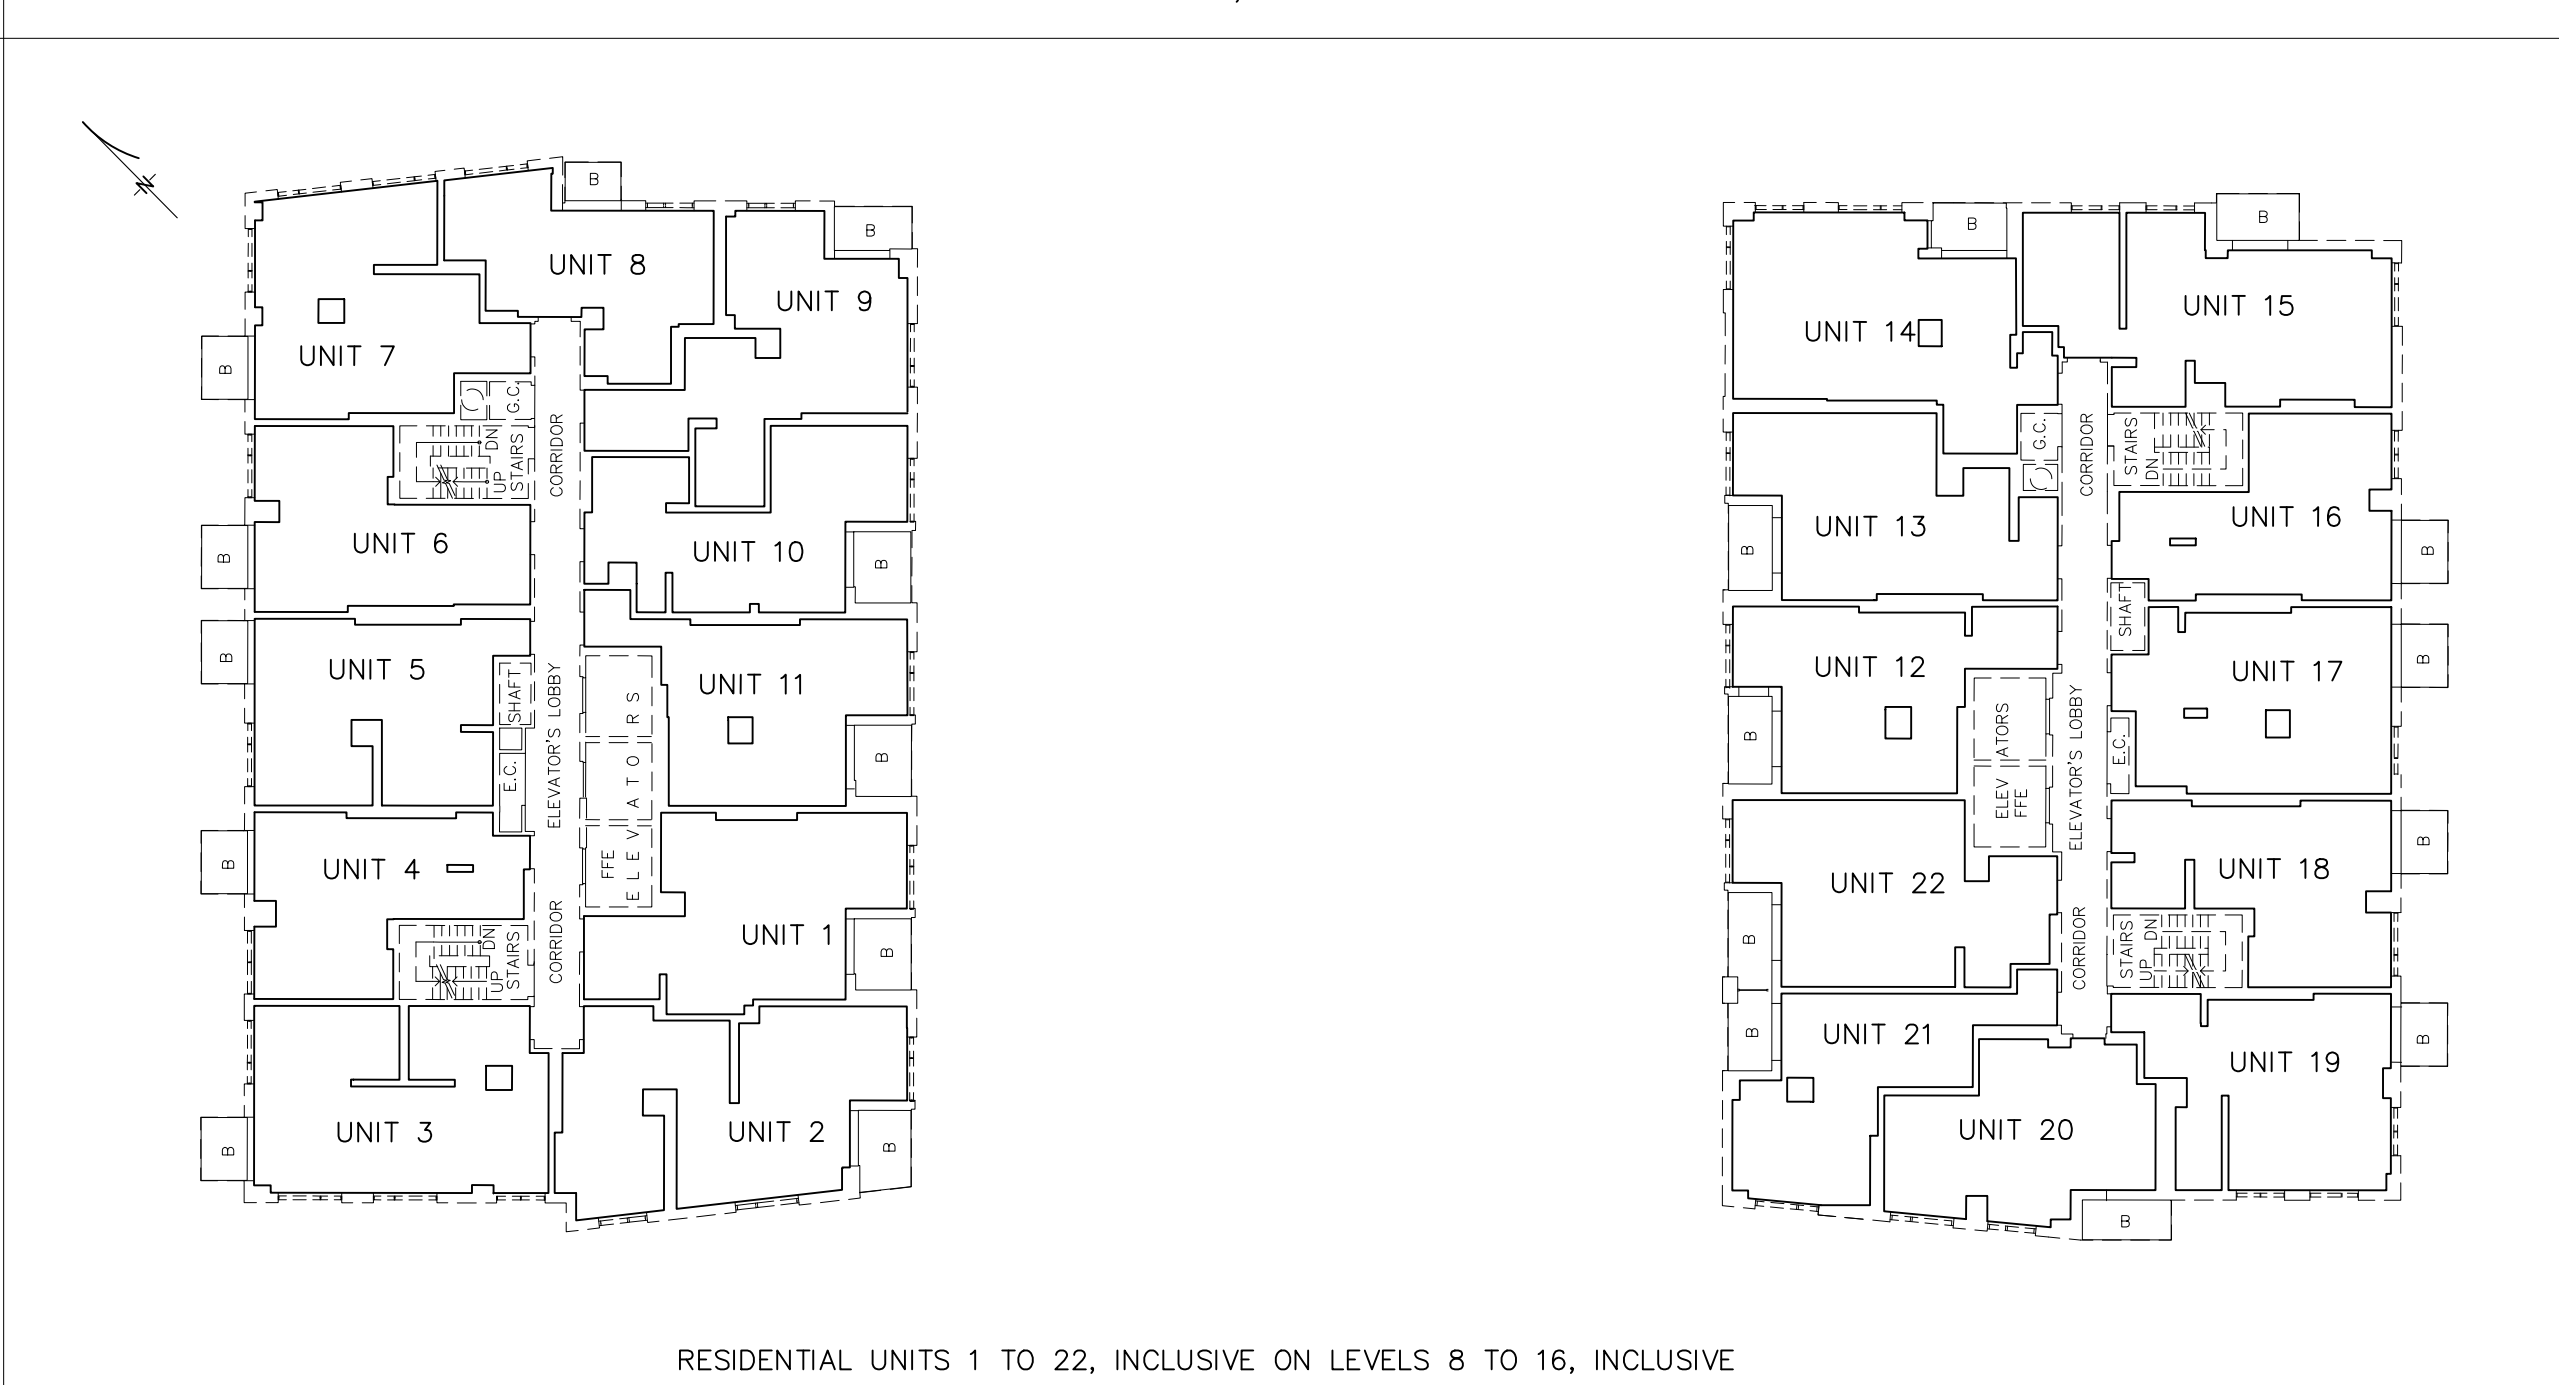 N
B
UNIT 8
B
UNIT 9
UNIT 7
B
G.C.
DN
UP
STAIRS
CORRIDOR
UNIT 6
B
UNIT 10
B
UNIT 5
B
SHAFT
E.C.
ELEVATOR'S LOBBY
ELEVATORS
FFE
UNIT 11
B
UNIT 4
B
UNIT 1
B
DN
UP
STAIRS
CORRIDOR
UNIT 3
B
UNIT 2
B
B
UNIT 14
B
UNIT 15
G.C.
CORRIDOR
STAIRS
DN
UNIT 13
B
UNIT 16
B
SHAFT
UNIT 12
B
ELEVATORS
FFE
ELEVATOR'S LOBBY
E.C.
UNIT 17
B
UNIT 22
B
UNIT 18
B
CORRIDOR
STAIRS
UP
DN
UNIT 21
B
UNIT 19
B
UNIT 20
B
RESIDENTIAL UNITS 1 TO 22, INCLUSIVE ON LEVELS 8 TO 16, INCLUSIVE